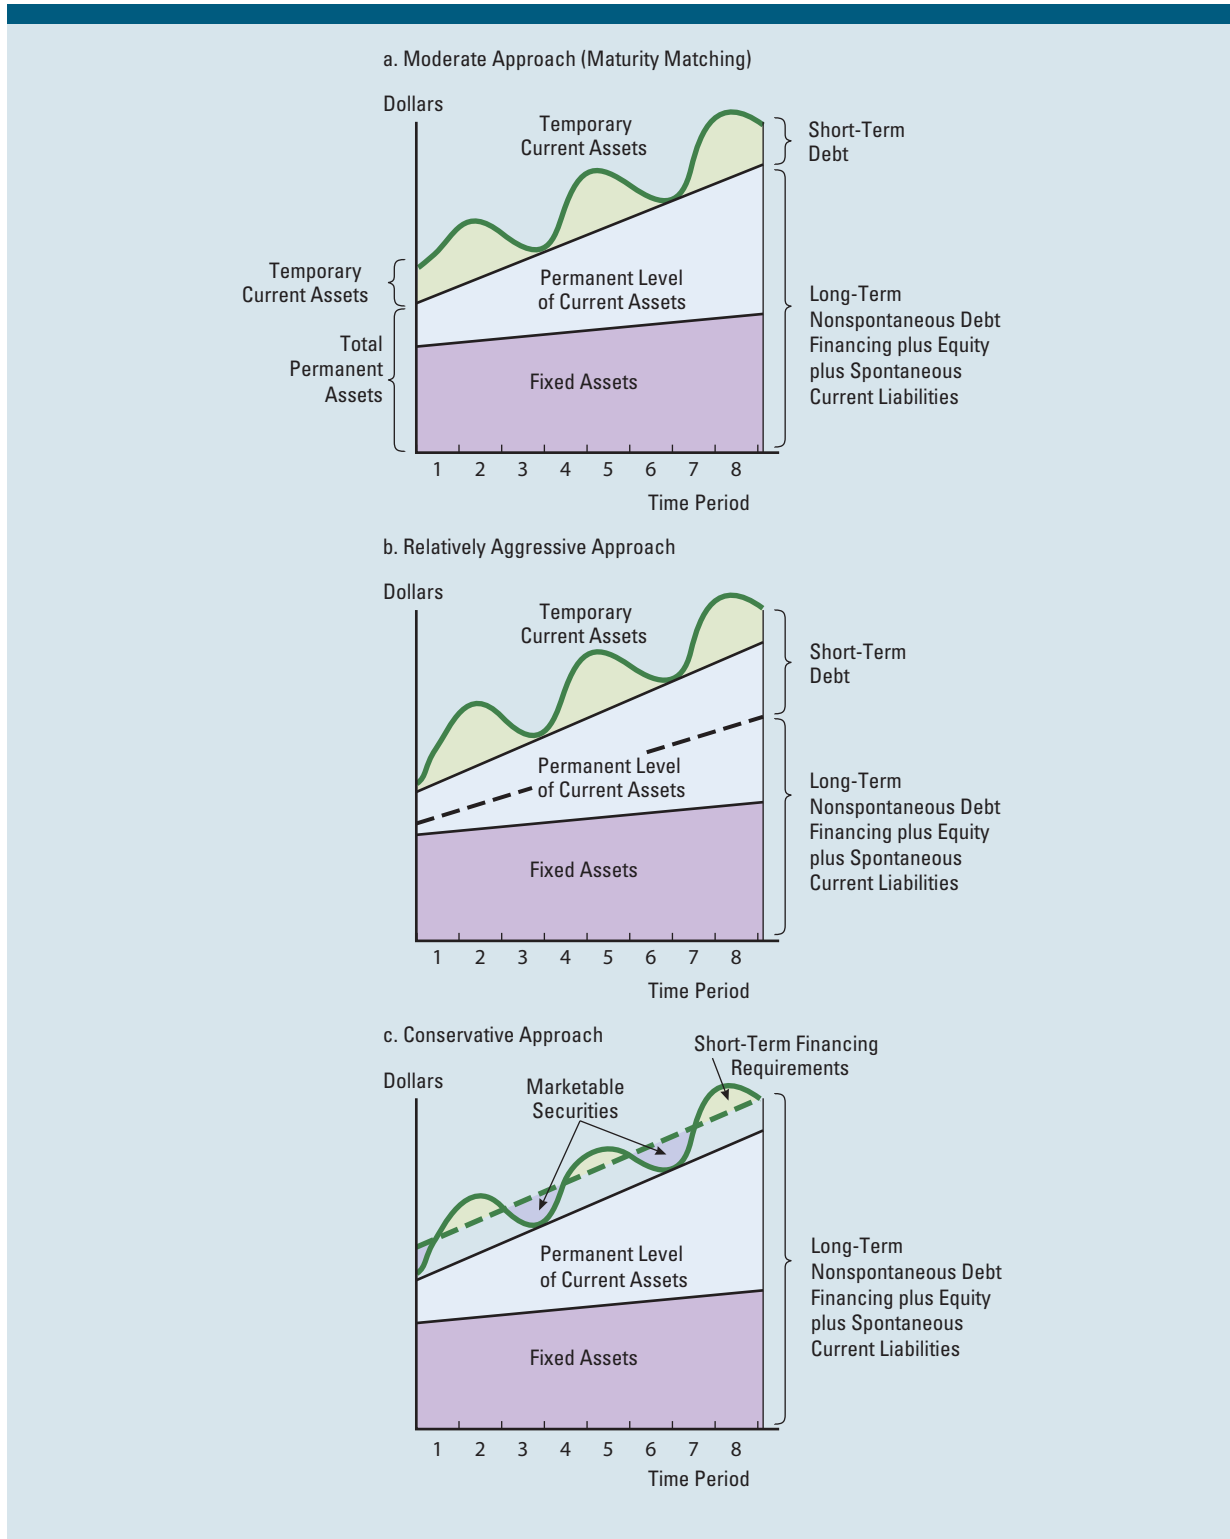 a. Moderate Approach (Maturity Matching)
Dollars
Temporary
Current Assets
Short-Term
Debt
Temporary
Current Assets
Permanent Level
of Current Assets
Total
Permanent
Assets
Long-Term
Nonspontaneous Debt
Financing plus Equity
plus Spontaneous
Current Liabilities
Fixed Assets
1 2 3 4 5 6 7 8
Time Period
b. Relatively Aggressive Approach
Dollars
Temporary
Current Assets
Short-Term
Debt
Permanent Level
of Current Assets
Long-Term
Nonspontaneous Debt
Financing plus Equity
plus Spontaneous
Current Liabilities
Fixed Assets
1 2 3 4 5 6 7 8
Time Period
c. Conservative Approach
Short-Term Financing
Requirements
Dollars
Marketable
Securities
Permanent Level
of Current Assets
Long-Term
Nonspontaneous Debt
Financing plus Equity
plus Spontaneous
Current Liabilities
Fixed Assets
1 2 3 4 5 6 7 8
Time Period